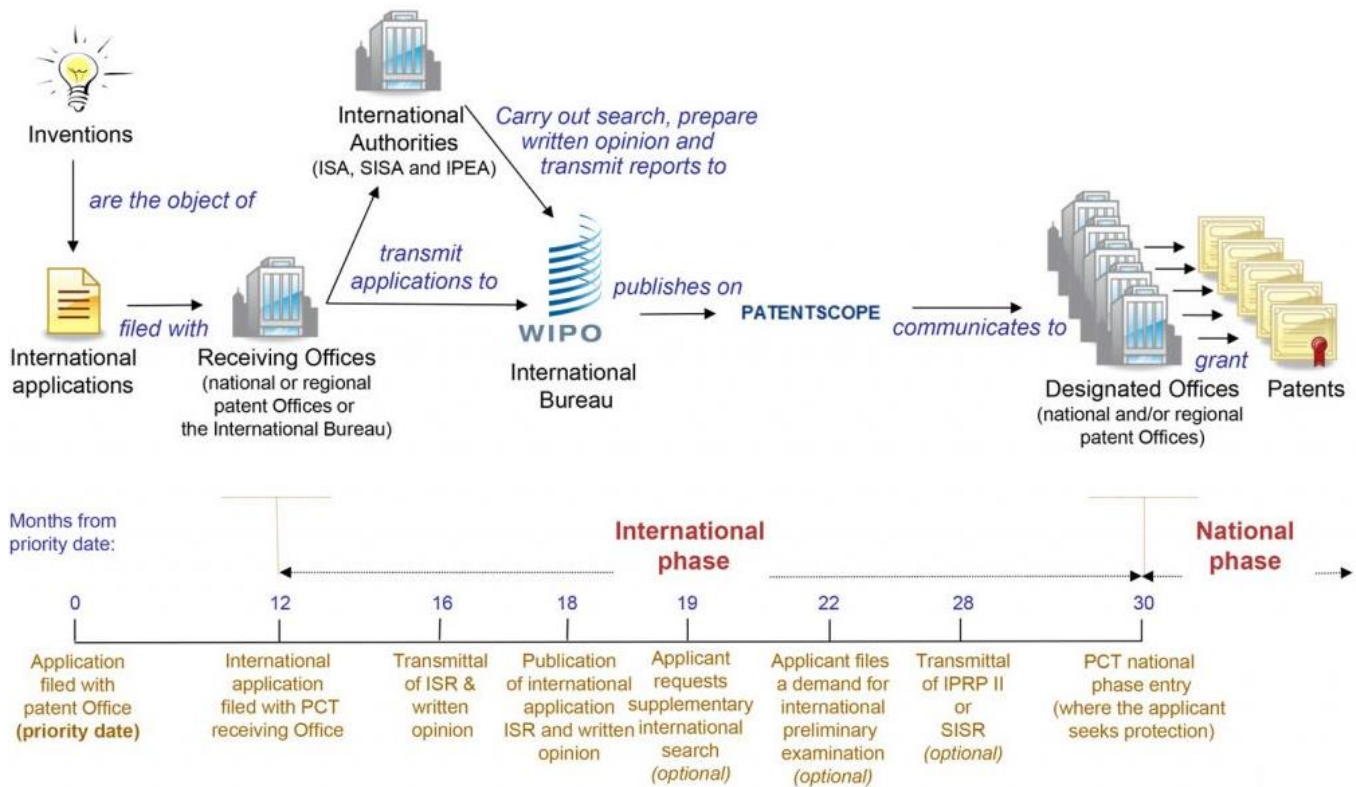 Inventions
are the object of
International
applications
filed with
Receiving Offices
(national or regional
patent Offices or
the International Bureau)
International
Authorities
(ISA, SISA and IPEA)
Carry out search, prepare
written opinion and
transmit reports to
transmit
applications to
WIPO
International
Bureau
publishes on
PATENTSCOPE
communicates to
Designated Offices
(national and/or regional
patent Offices)
grant
Patents
Months from
priority date:
International
phase
National
phase
0
12
16
18
19
22
28
30
Application
filed with
patent Office
(priority date)
International
application
filed with PCT
receiving Office
Transmittal
of ISR &
written
opinion
Publication
of international
application
ISR and written
opinion
Applicant
requests
supplementary
international
search
(optional)
Applicant files
a demand for
international
preliminary
examination
(optional)
Transmittal
of IPRP II
or
SISR
(optional)
PCT national
phase entry
(where the applicant
seeks protection)